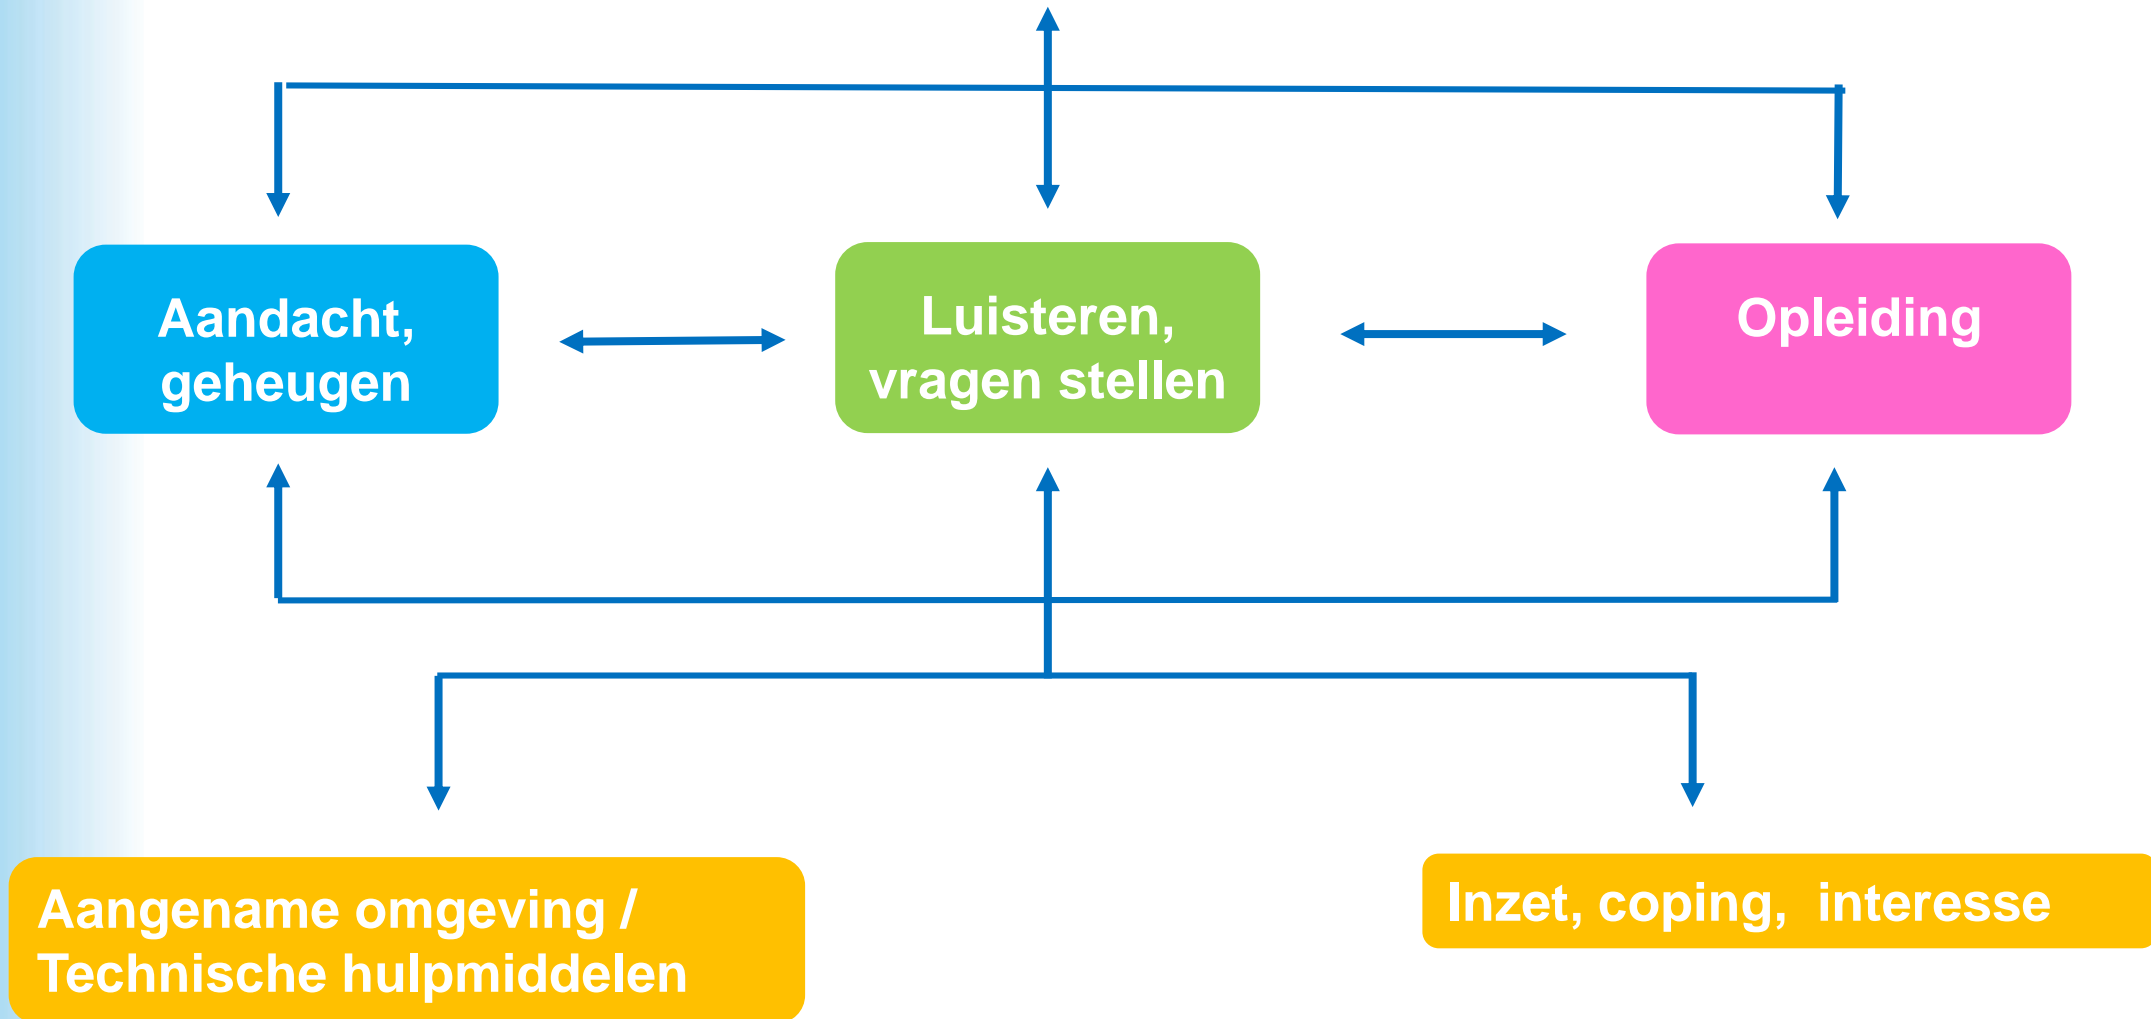 Aandacht,
geheugen
Luisteren,
vragen stellen
Opleiding
Aangename omgeving /
Technische hulpmiddelen
Inzet, coping, interesse